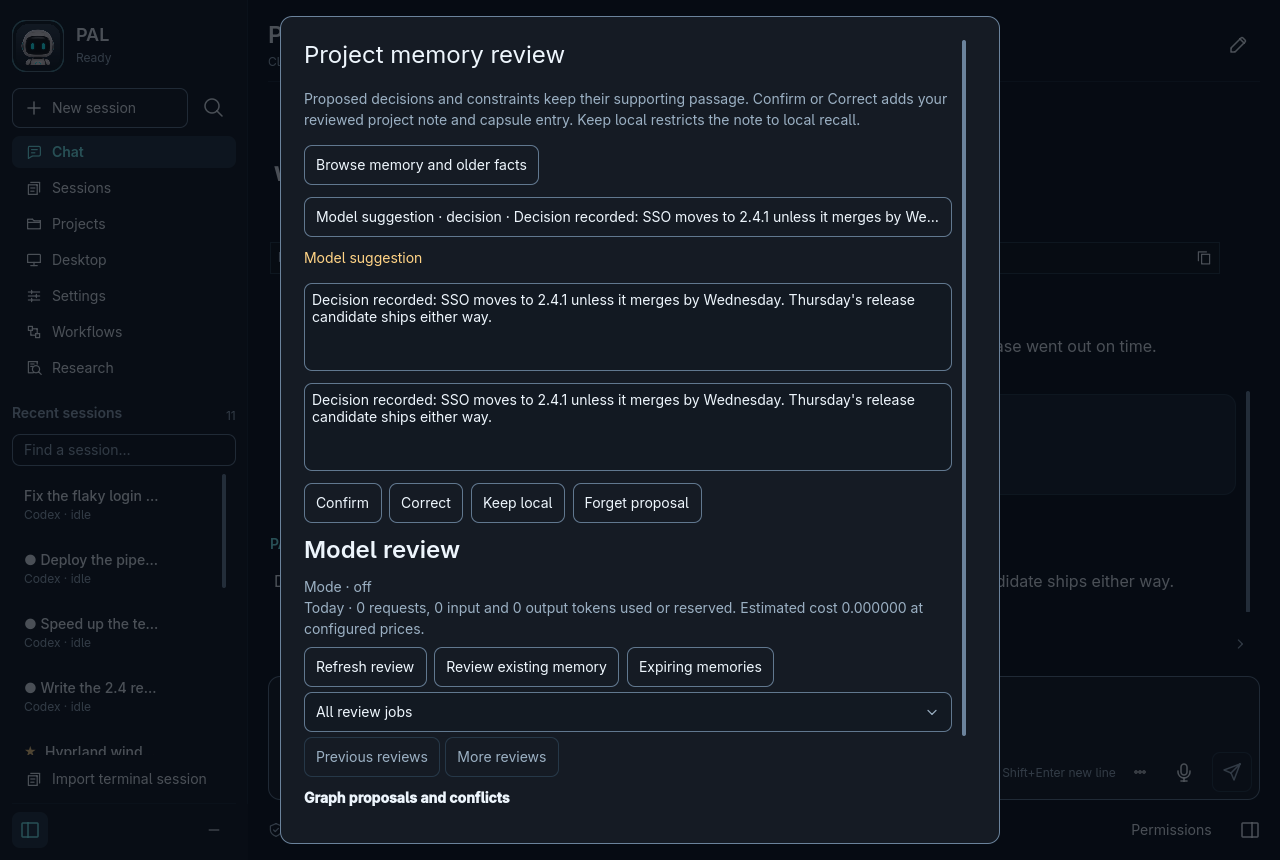 PAL
Ready
New session
Chat
Sessions
Projects
Desktop
Settings
Workflows
Research
Recent sessions
11
Find a session...
Fix the flaky login ...
Codex · idle
Deploy the pipe...
Codex · idle
Speed up the te...
Codex · idle
Write the 2.4 re...
Codex · idle
Hyprland wind
Import terminal session
Project memory review
Proposed decisions and constraints keep their supporting passage. Confirm or Correct adds your
reviewed project note and capsule entry. Keep local restricts the note to local recall.
Browse memory and older facts
Model suggestion · decision · Decision recorded: SSO moves to 2.4.1 unless it merges by We...
Model suggestion
Decision recorded: SSO moves to 2.4.1 unless it merges by Wednesday. Thursday's release
candidate ships either way.
Decision recorded: SSO moves to 2.4.1 unless it merges by Wednesday. Thursday's release
candidate ships either way.
Confirm
Correct
Keep local
Forget proposal
Model review
Mode · off
Today · 0 requests, 0 input and 0 output tokens used or reserved. Estimated cost 0.000000 at
configured prices.
Refresh review
Review existing memory
Expiring memories
All review jobs
Previous reviews
More reviews
Graph proposals and conflicts
went out on time.
ships either way.
Shift+Enter new line
Permissions